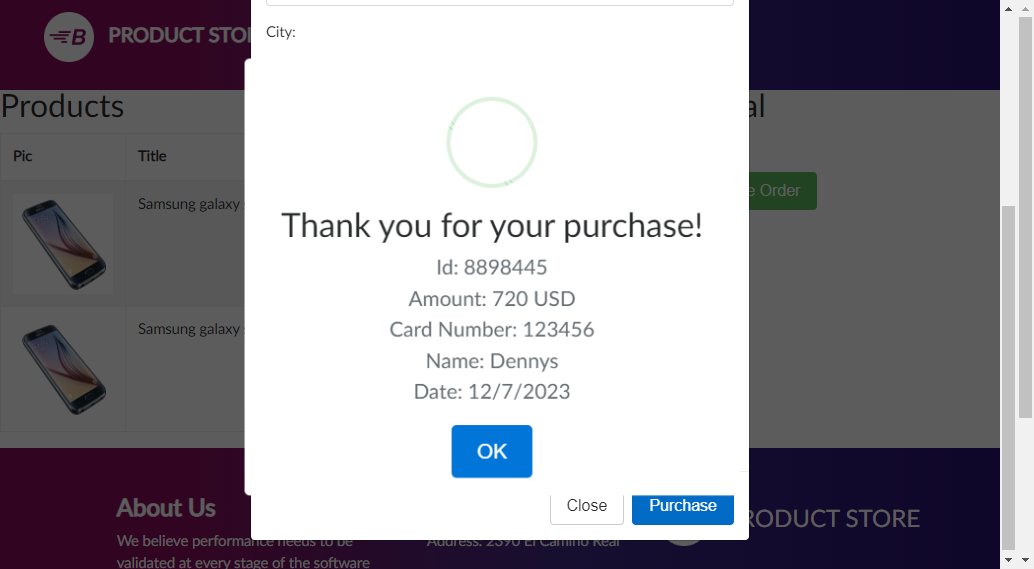 PRODUCT STO
City:
Products
al
Pic
Title
Samsung galaxy
e Order
Samsung galaxy
Thank you for your purchase!
Id: 8898445
Amount: 720 USD
Card Number: 123456
Name: Dennys
Date: 12/7/2023
OK
Close
Purchase
About Us
We believe performance needs to be
validated at every stage of the software
Address: 2390 El Camino Real
RODUCT STORE